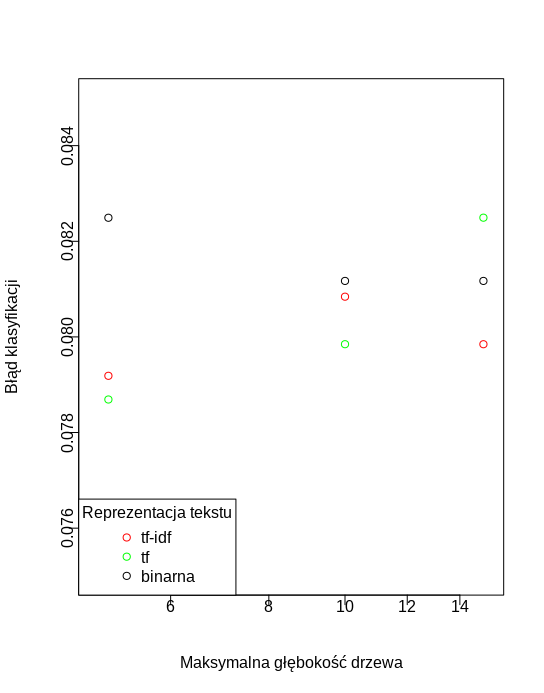 0.084
0.082
0.080
0.078
0.076
Błąd klasyfikacji
Reprezentacja tekstu
tf-idf
tf
binarna
6 8 10 12 14
Maksymalna głębokość drzewa